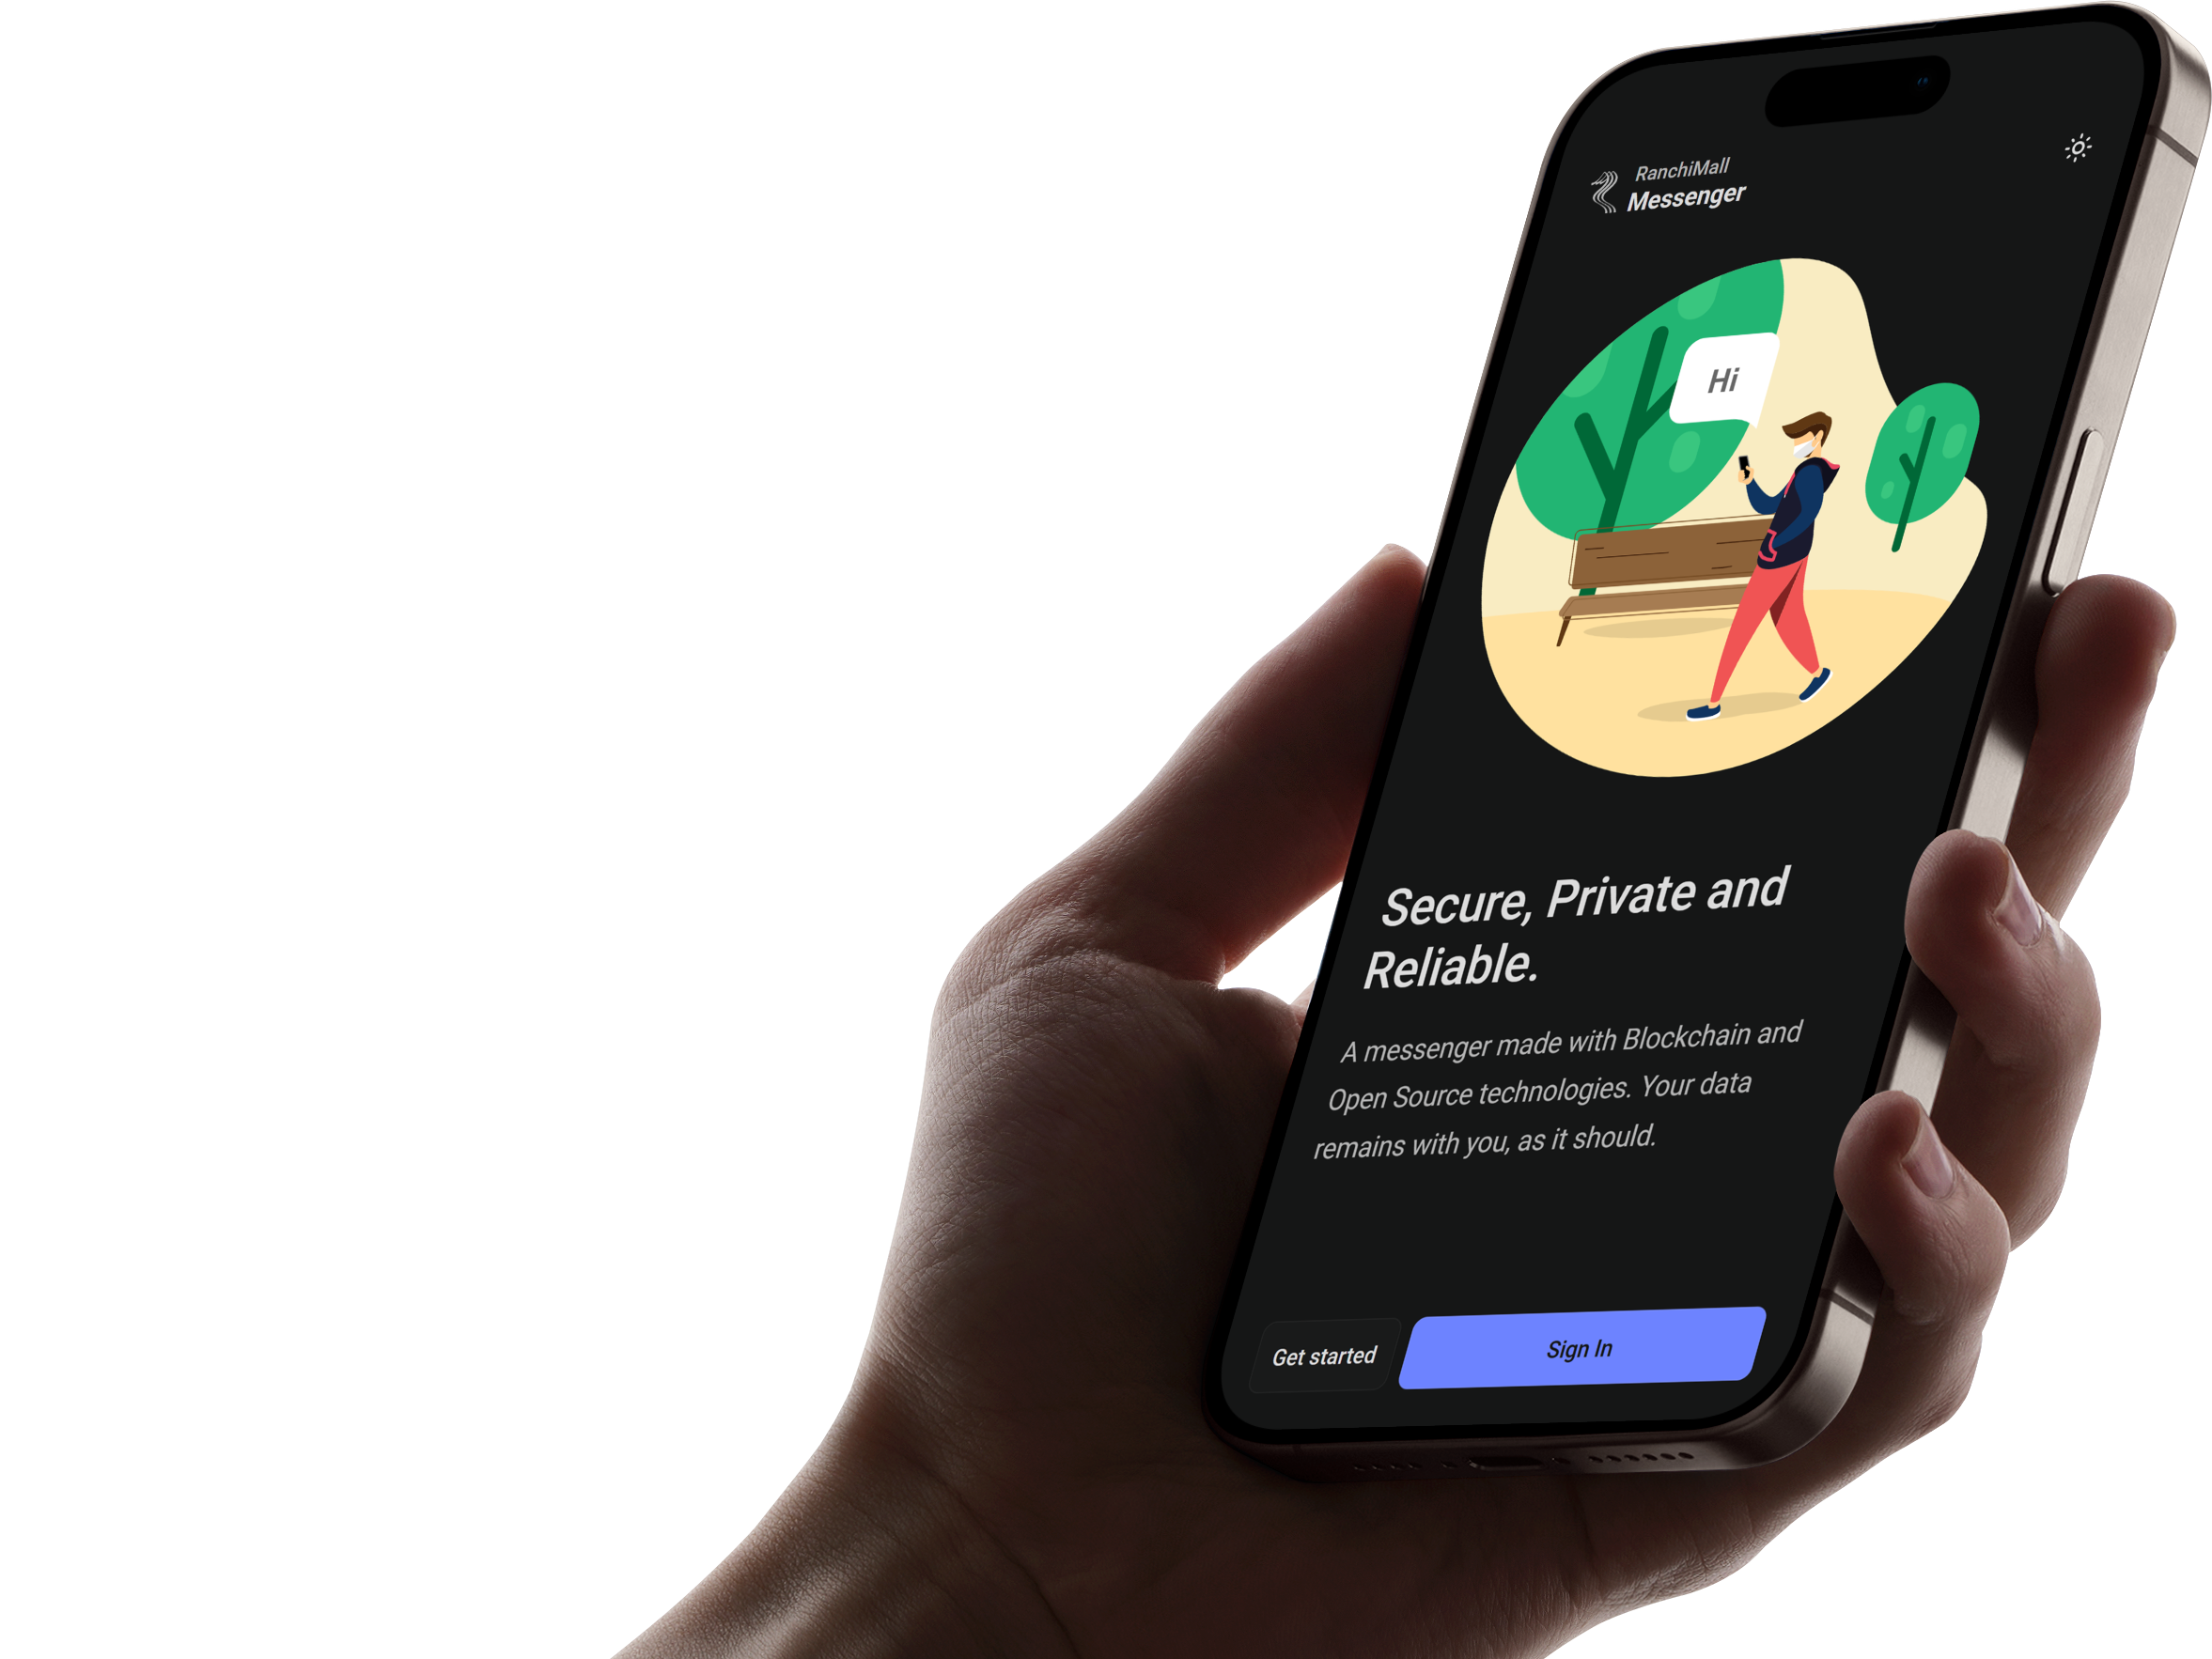 RanchiMall
Messenger
Hi
Secure, Private and
Reliable.
A messenger made with Blockchain and
Open Source technologies. Your data
remains with you, as it should.
Get started
Sign In